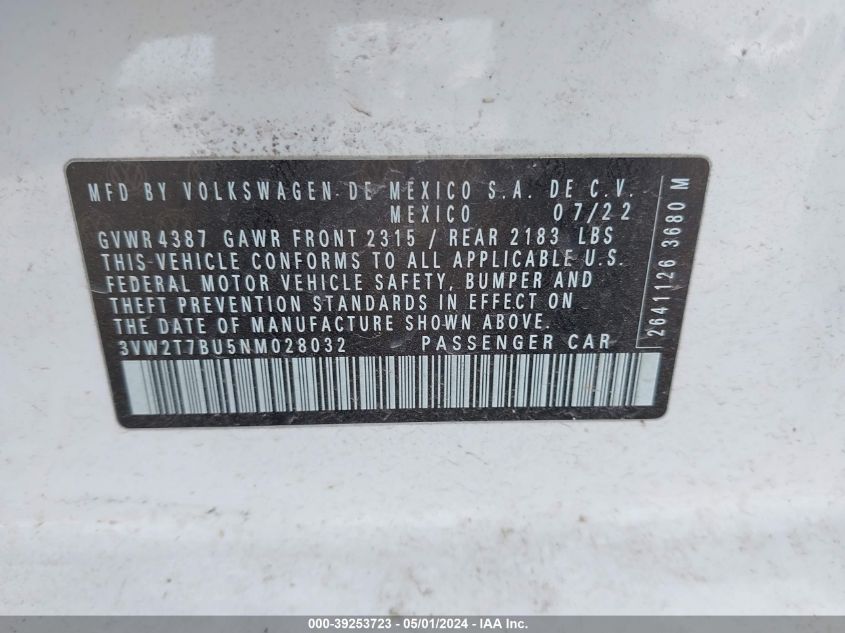 MFD BY VOLKSWAGEN DE MEXICO S.A. DE C.V.
MEXICO 07/22
GVWR 4387 GAWR FRONT 2315 / REAR 2183 LBS
THIS VEHICLE CONFORMS TO ALL APPLICABLE U.S.
FEDERAL MOTOR VEHICLE SAFETY, BUMPER AND
THEFT PREVENTION STANDARDS IN EFFECT ON
THE DATE OF MANUFACTURE SHOWN ABOVE.
3VW2T7BU5NM028032 PASSENGER CAR
2641126 3680 M
000-39253723 - 05/01/2024 - IAA Inc.